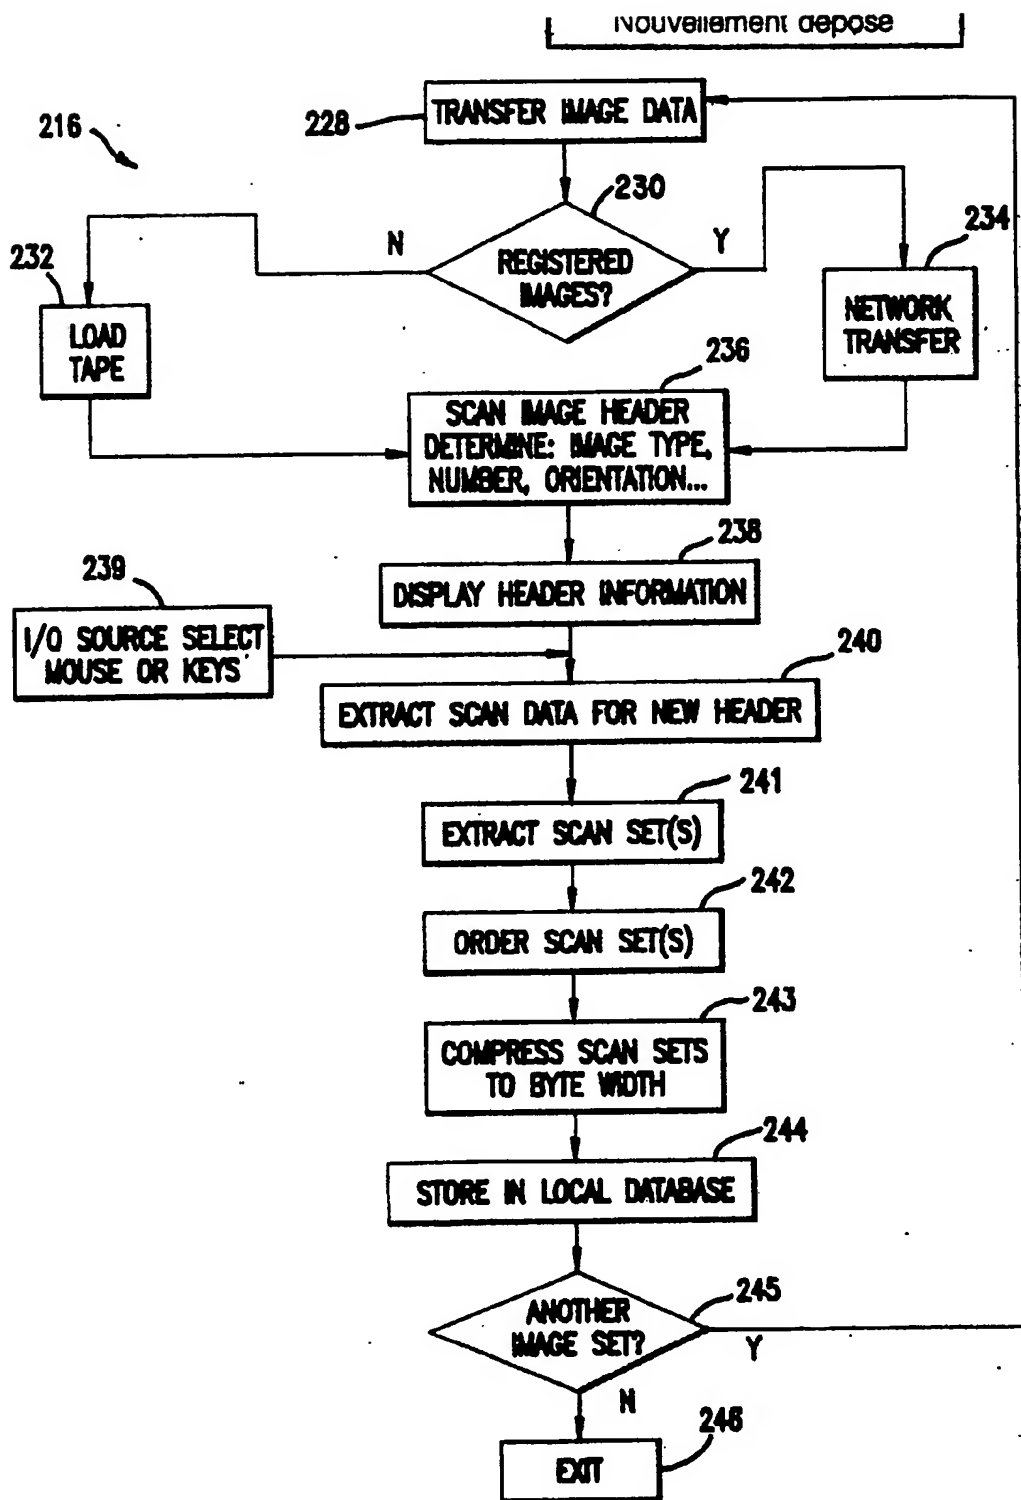 Nouvellement déposé
228 TRANSFER IMAGE DATA
216
230
N
Y
REGISTERED
IMAGES?
232
234
LOAD
TAPE
NETWORK
TRANSFER
236
SCAN IMAGE HEADER
DETERMINE: IMAGE TYPE,
NUMBER, ORIENTATION...
238
DISPLAY HEADER INFORMATION
239
I/O SOURCE SELECT
MOUSE OR KEYS
240
EXTRACT SCAN DATA FOR NEW HEADER
241
EXTRACT SCAN SET(S)
242
ORDER SCAN SET(S)
243
COMPRESS SCAN SETS
TO BYTE WIDTH
244
STORE IN LOCAL DATABASE
245
ANOTHER
IMAGE SET?
Y
N
246
EXIT